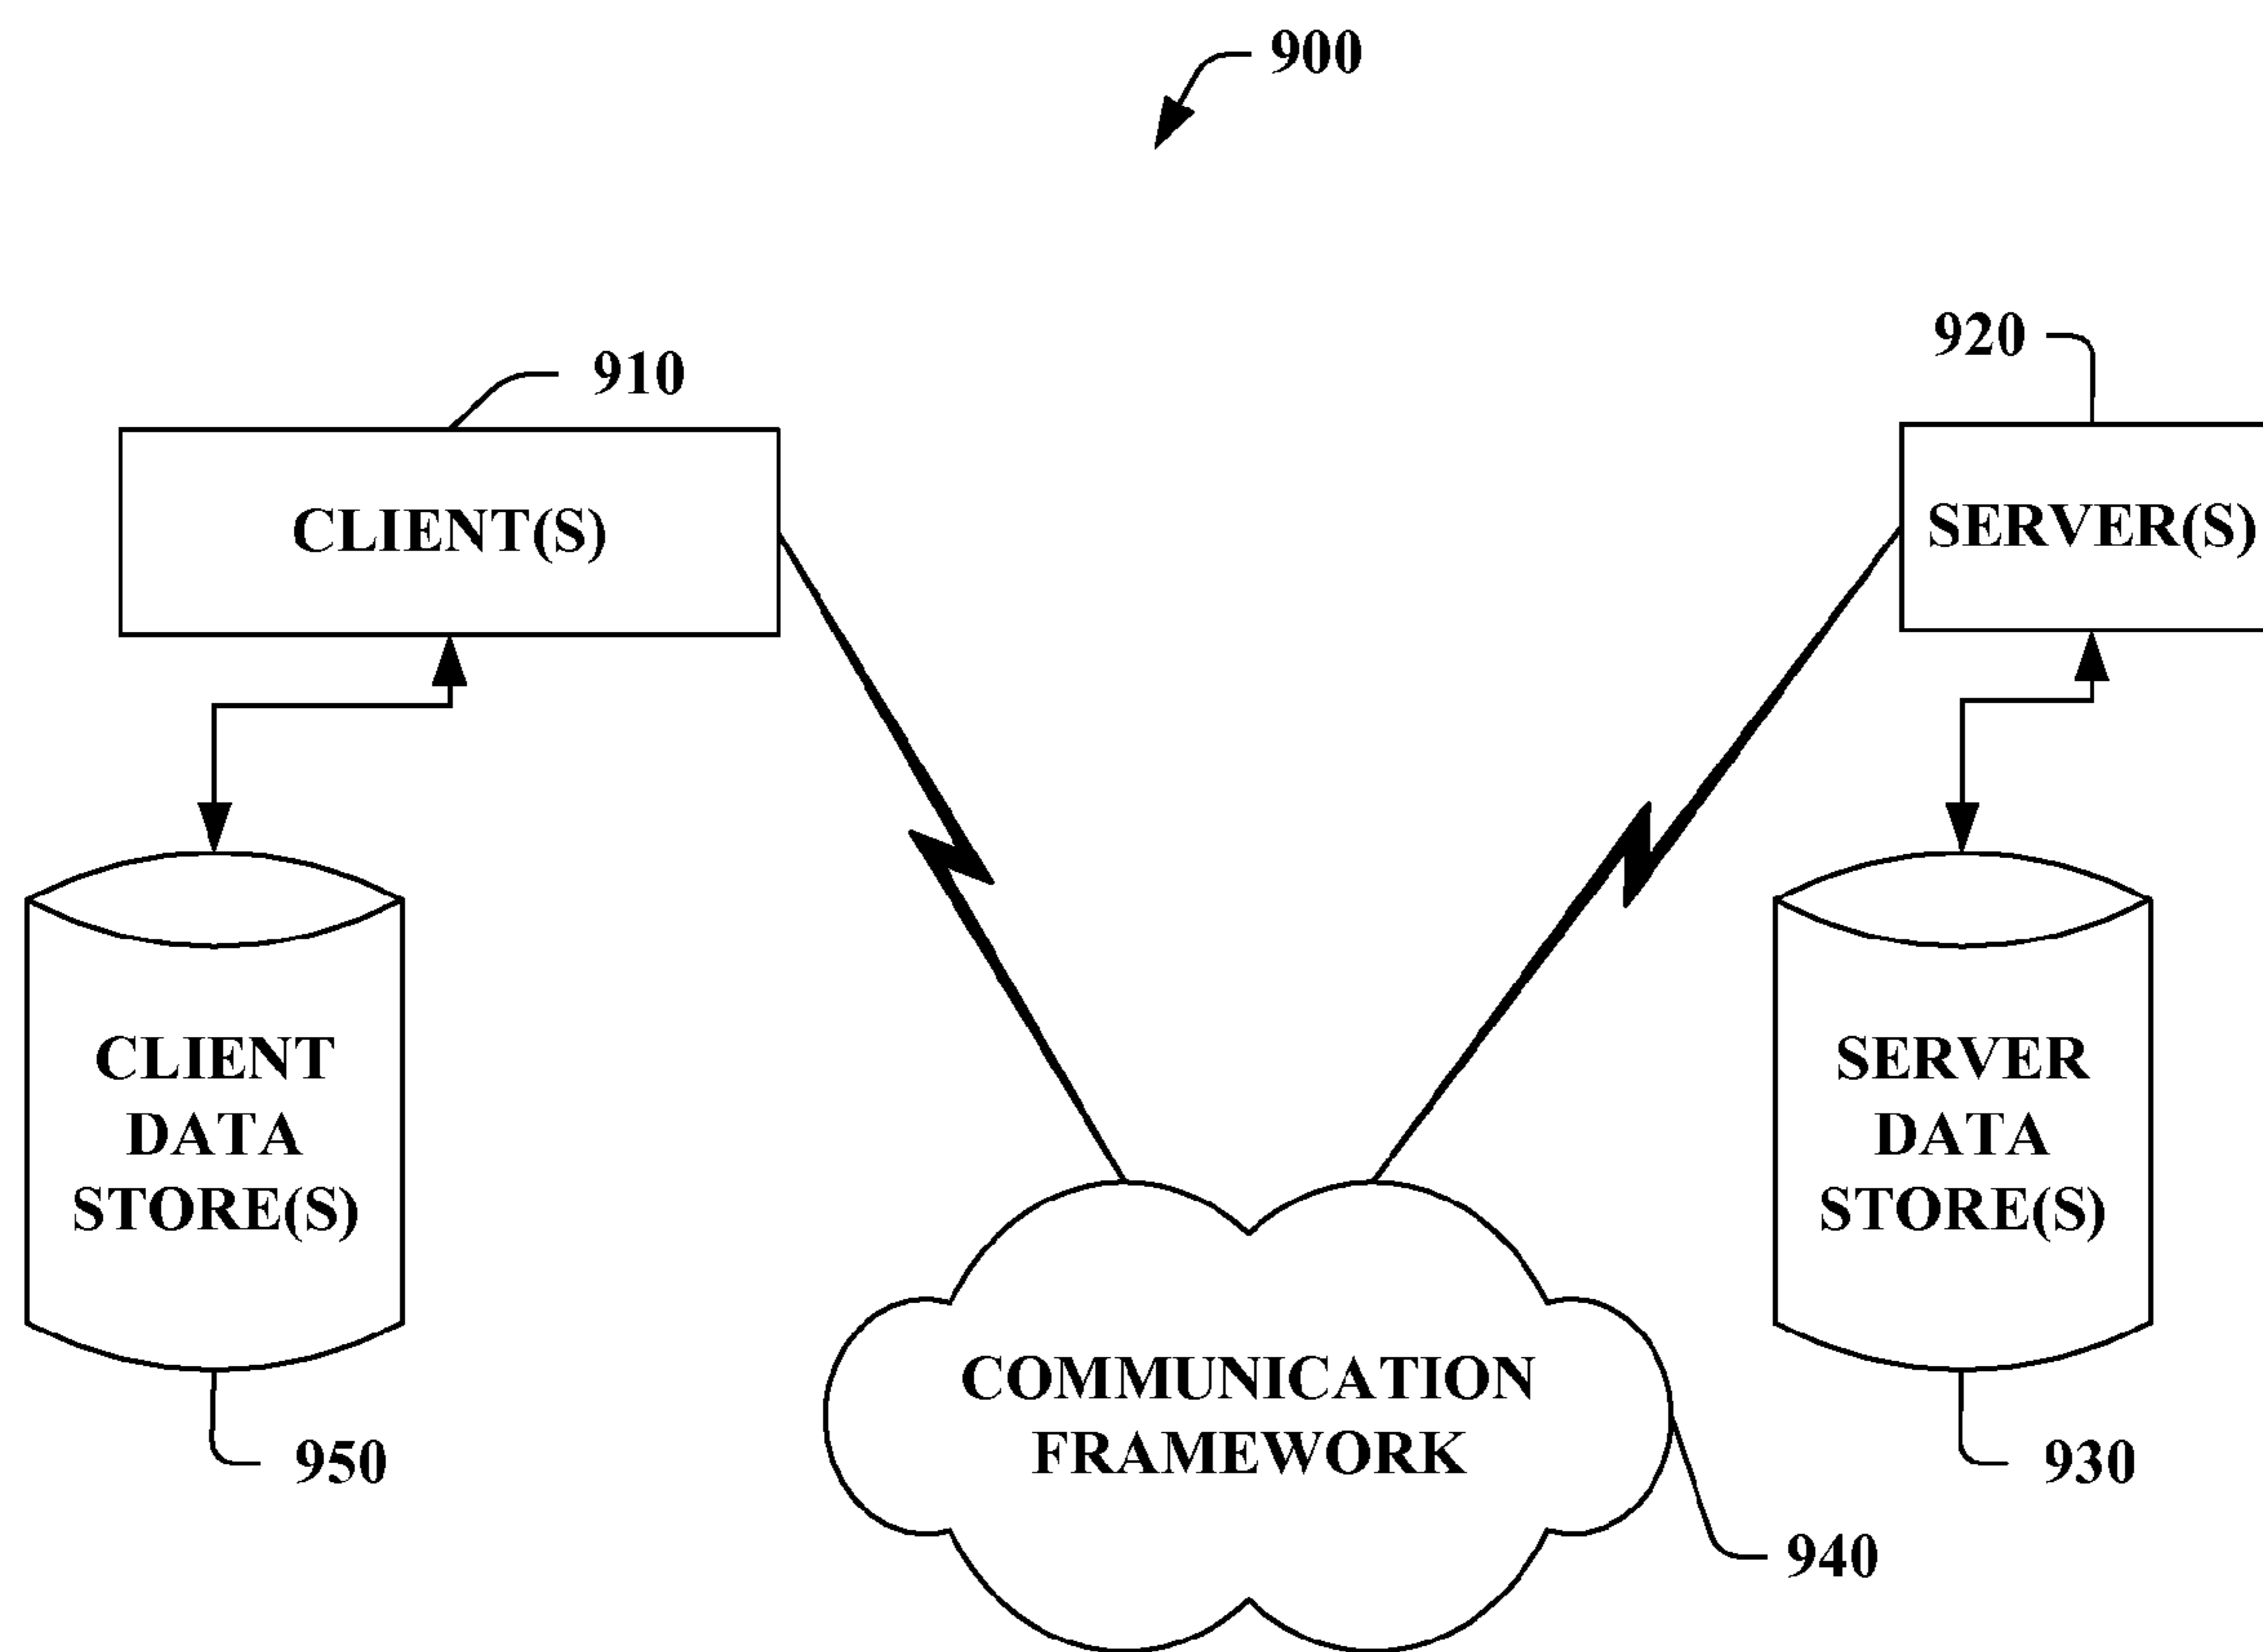 900
910
920
CLIENT(S)
SERVER(S)
CLIENT
DATA
STORE(S)
SERVER
DATA
STORE(S)
COMMUNICATION
FRAMEWORK
950
930
940